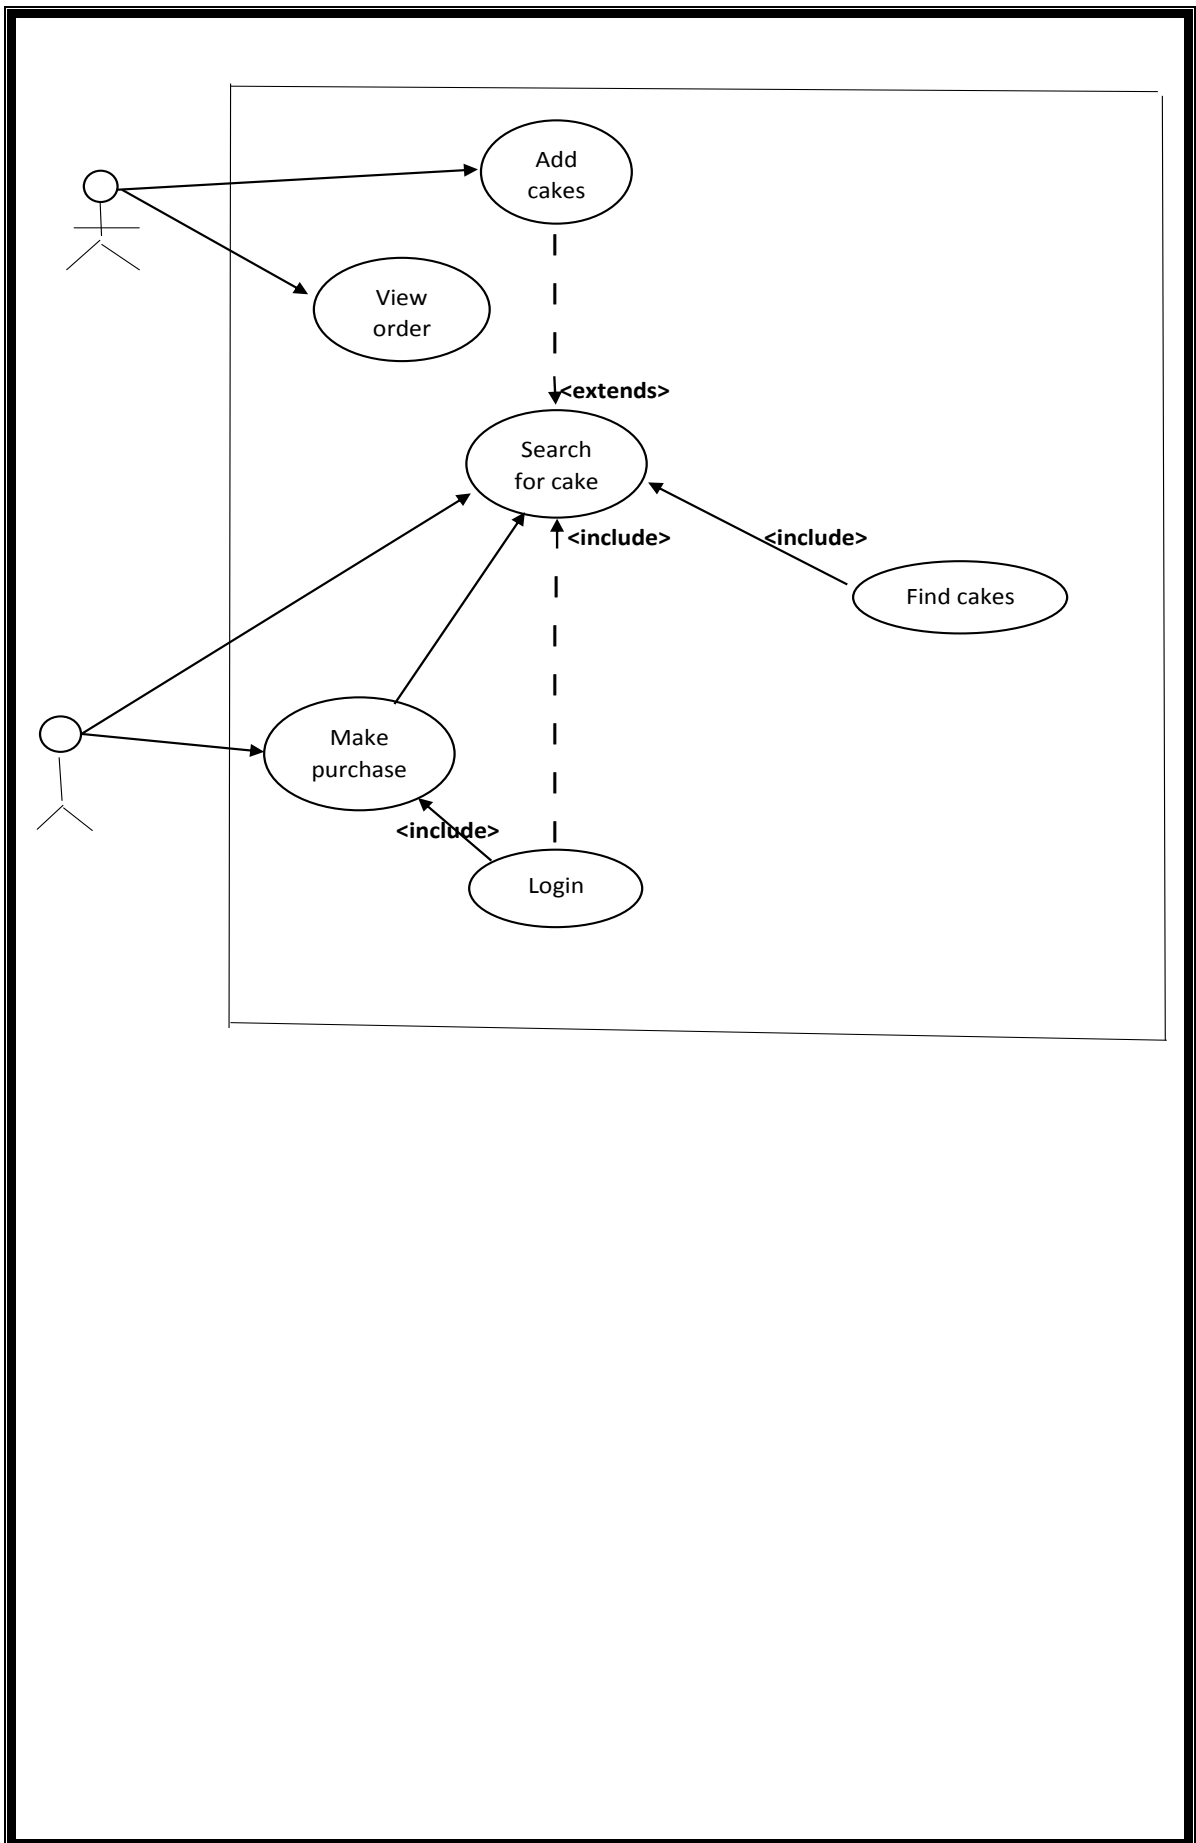 Add
cakes
View
order
<extends>
Search
for cake
<include>
<include>
Find cakes
Make
purchase
<include>
Login